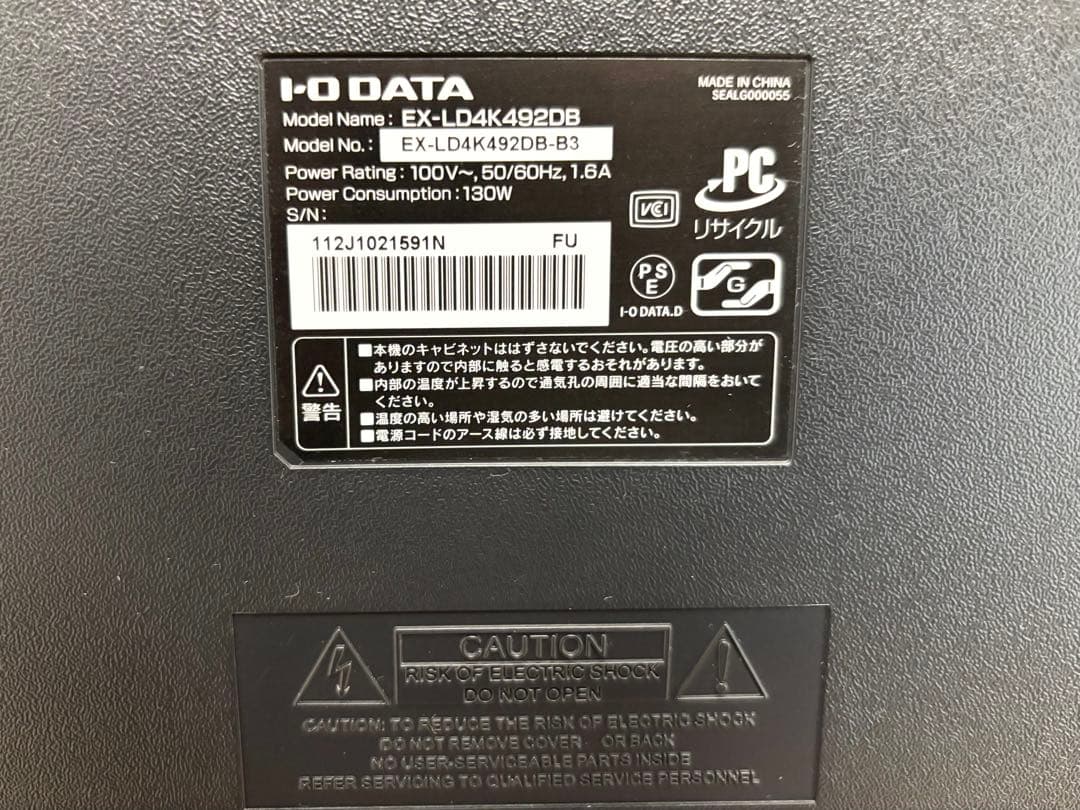 I-O DATA
MADE IN CHINA
SEALG000055
Model Name: EX-LD4K492DB
Model No.: EX-LD4K492DB-B3
Power Rating: 100V～, 50/60Hz, 1.6A
Power Consumption: 130W
S/N:
112J1021591N FU
VCCI
PC
リサイクル
PSE
I-O DATA.D
G
警告
■本機のキャビネットははずさないでください。電圧の高い部分が
ありますので内部に触ると感電するおそれがあります。
■内部の温度が上昇するので通気孔の周囲に適当な間隔をおいて
ください。
■温度の高い場所や湿気の多い場所は避けてください。
■電源コードのアース線は必ず接地してください。
CAUTION
RISK OF ELECTRIC SHOCK
DO NOT OPEN
CAUTION: TO REDUCE THE RISK OF ELECTRIC SHOCK
DO NOT REMOVE COVER OR BACK
NO USER-SERVICEABLE PARTS INSIDE
REFER SERVICING TO QUALIFIED SERVICE PERSONNEL